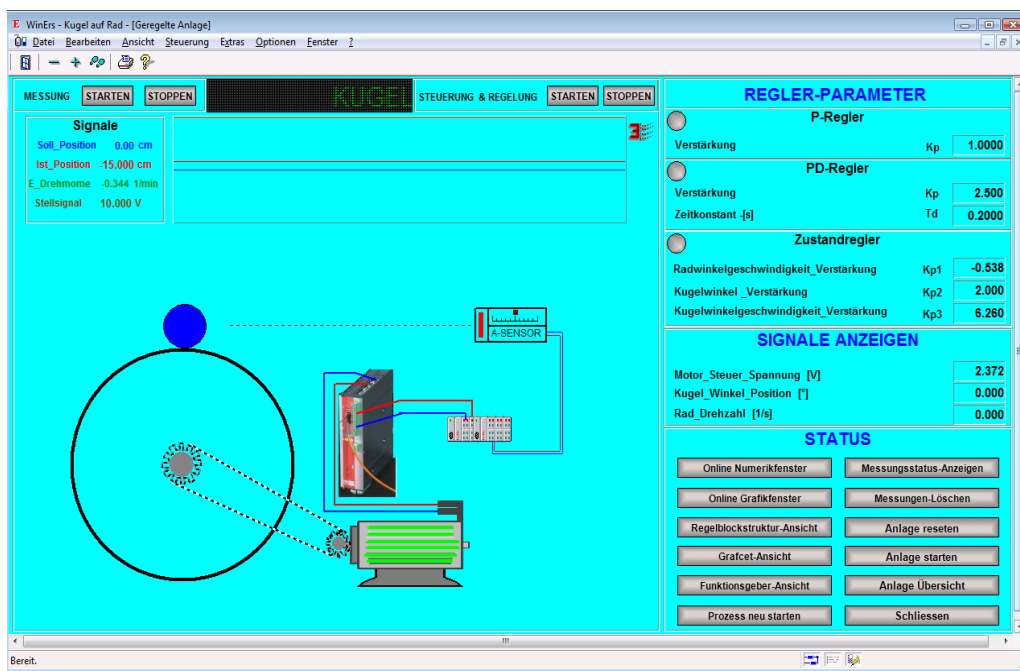 E WinErs - Kugel auf Rad - [Geregelte Anlage]
Datei Bearbeiten Ansicht Steuerung Extras Optionen Fenster ?
MESSUNG STARTEN STOPPEN KUGEL STEUERUNG & REGELUNG STARTEN STOPPEN
Signale
Soll_Position 0.00 cm
Ist_Position -15.000 cm
E_Drehmome -0.344 1/min
Stellsignal 10.000 V
A-SENSOR
REGLER-PARAMETER
P-Regler
Verstärkung Kp 1.0000
PD-Regler
Verstärkung Kp 2.500
Zeitkonstant -[s] Td 0.2000
Zustandregler
Radwinkelgeschwindigkeit_Verstärkung Kp1 -0.538
Kugelwinkel _Verstärkung Kp2 2.000
Kugelwinkelgeschwindigkeit_Verstärkung Kp3 6.260
SIGNALE ANZEIGEN
Motor_Steuer_Spannung [V] 2.372
Kugel_Winkel_Position [°] 0.000
Rad_Drehzahl [1/s] 0.000
STATUS
Online Numerikfenster Messungsstatus-Anzeigen
Online Grafikfenster Messungen-Löschen
Regelblockstruktur-Ansicht Anlage reseten
Grafcet-Ansicht Anlage starten
Funktionsgeber-Ansicht Anlage Übersicht
Prozess neu starten Schliessen
Bereit.